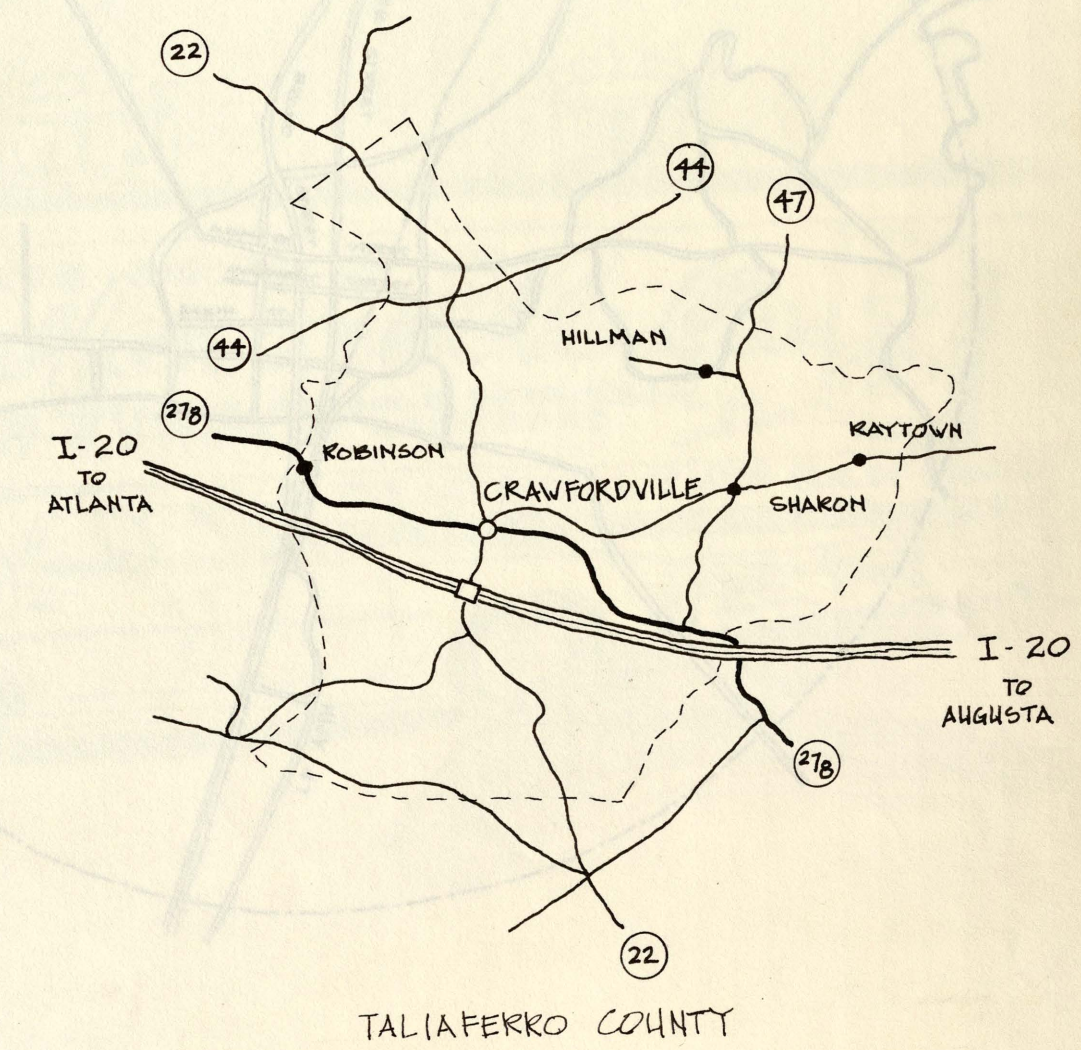 22
44
47
HILLMAN
44
278
RAYTOWN
I-20
TO
ATLANTA
ROBINSON
CRAWFORDVILLE
SHARON
I-20
TO
AUGUSTA
278
22
TALIAFERRO COUNTY